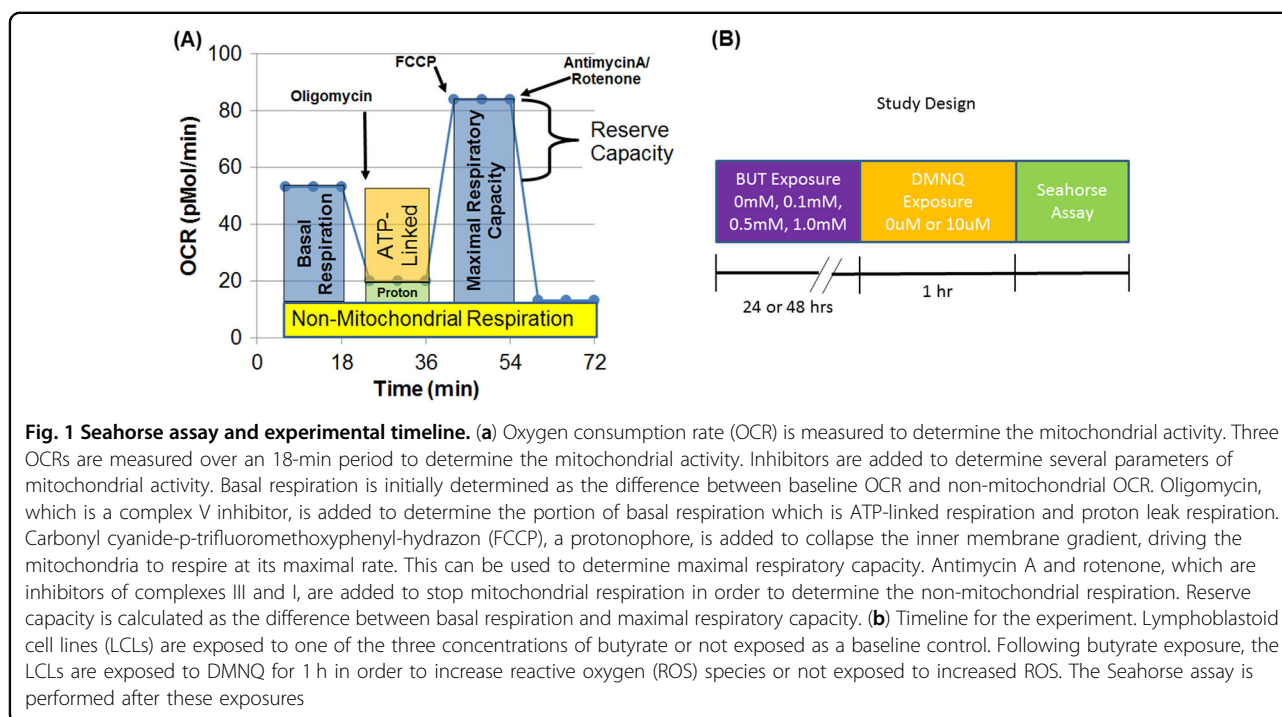 (A)
100
80
60
40
20
0
OCR (pMol/min)
0
18
36
54
72
Time (min)
Oligomycin
FCCP
AntimycinA/
Rotenone
Basal
Respiration
ATP-
Linked
Proton
Maximal Respiratory
Capacity
Reserve
Capacity
Non-Mitochondrial Respiration
(B)
Study Design
BUT Exposure
0mM, 0.1mM,
0.5mM, 1.0mM
DMNQ
Exposure
0uM or 10uM
Seahorse
Assay
24 or 48 hrs
1 hr
Fig. 1 Seahorse assay and experimental timeline. (a) Oxygen consumption rate (OCR) is measured to determine the mitochondrial activity. Three
OCRs are measured over an 18-min period to determine the mitochondrial activity. Inhibitors are added to determine several parameters of
mitochondrial activity. Basal respiration is initially determined as the difference between baseline OCR and non-mitochondrial OCR. Oligomycin,
which is a complex V inhibitor, is added to determine the portion of basal respiration which is ATP-linked respiration and proton leak respiration.
Carbonyl cyanide-p-trifluoromethoxyphenyl-hydrazon (FCCP), a protonophore, is added to collapse the inner membrane gradient, driving the
mitochondria to respire at its maximal rate. This can be used to determine maximal respiratory capacity. Antimycin A and rotenone, which are
inhibitors of complexes III and I, are added to stop mitochondrial respiration in order to determine the non-mitochondrial respiration. Reserve
capacity is calculated as the difference between basal respiration and maximal respiratory capacity. (b) Timeline for the experiment. Lymphoblastoid
cell lines (LCLs) are exposed to one of the three concentrations of butyrate or not exposed as a baseline control. Following butyrate exposure, the
LCLs are exposed to DMNQ for 1 h in order to increase reactive oxygen (ROS) species or not exposed to increased ROS. The Seahorse assay is
performed after these exposures